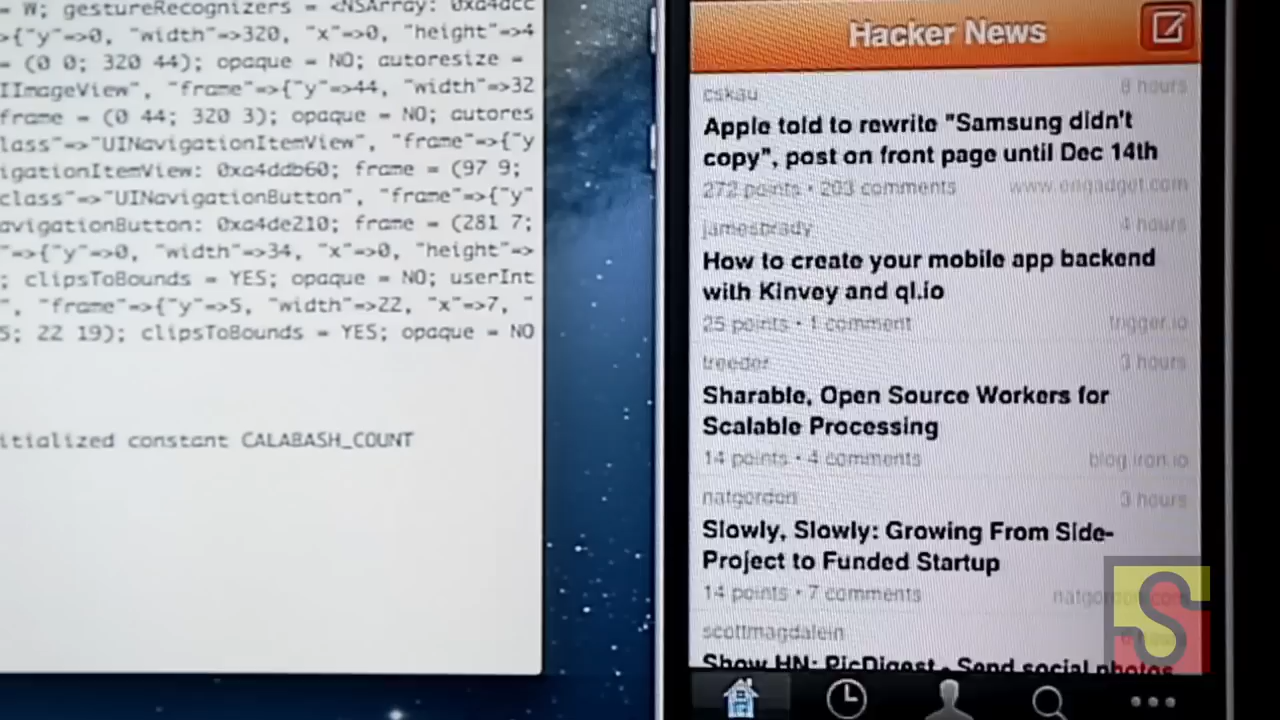 = W; gestureRecognizers = <NSArray: 0xa4dcc
>{"y"=>0, "width"=>320, "x"=>0, "height"=>4
= (0 0; 320 44); opaque = NO; autoresize =
IImageView", "frame"=>{"y"=>44, "width"=>32
frame = (0 44; 320 3); opaque = NO; autores
lass"=>"UINavigationItemView", "frame"=>{"y
igationItemView: 0xa4ddb60; frame = (97 9;
class"=>"UINavigationButton", "frame"=>{"y"
avigationButton: 0xa4de210; frame = (281 7;
"=>{"y"=>0, "width"=>34, "x"=>0, "height"=>
; clipsToBounds = YES; opaque = NO; userInt
", "frame"=>{"y"=>5, "width"=>22, "x"=>7, "
5; 22 19); clipsToBounds = YES; opaque = NO
itialized constant CALABASH_COUNT
Hacker News
cskau 8 hours
Apple told to rewrite "Samsung didn't
copy", post on front page until Dec 14th
272 points • 203 comments www.engadget.com
jamesbrady 4 hours
How to create your mobile app backend
with Kinvey and ql.io
25 points • 1 comment trigger.io
treeder 3 hours
Sharable, Open Source Workers for
Scalable Processing
14 points • 4 comments blog.iron.io
natgordon 3 hours
Slowly, Slowly: Growing From Side-
Project to Funded Startup
14 points • 7 comments natgordon.com
scottmagdalein hours
Show HN: PicDigest - Send social photos
S